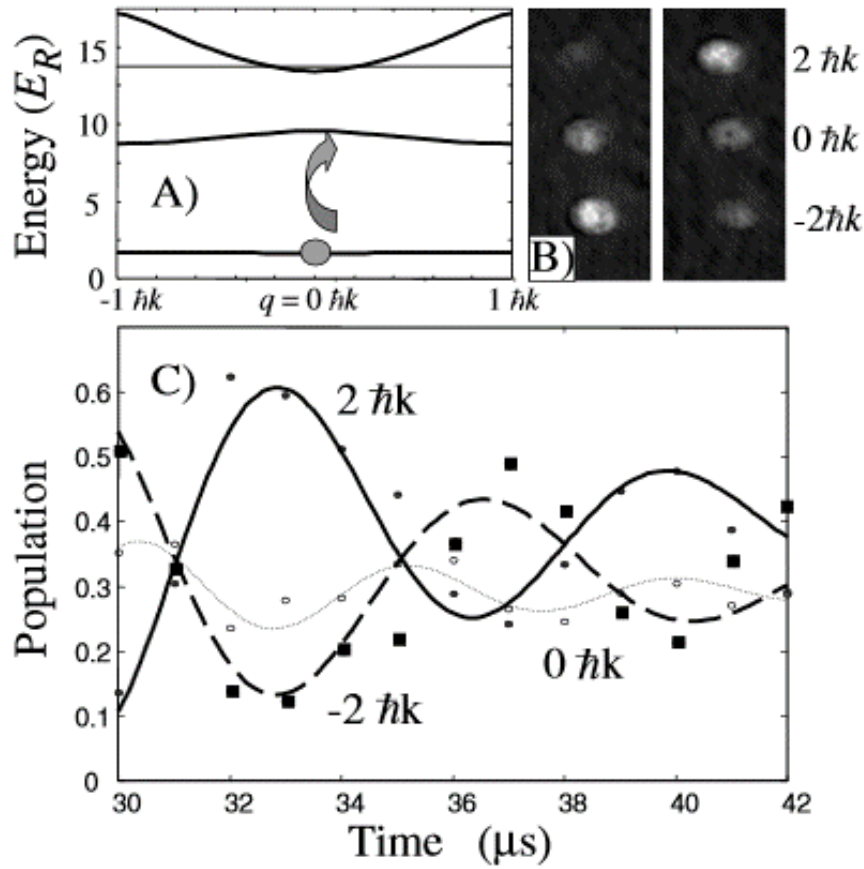 Energy (E_R)
15
10
5
0
A)
-1 ħk
q = 0 ħk
1 ħk
B)
2 ħk
0 ħk
-2ħk
C)
2 ħk
-2 ħk
0 ħk
Population
0.6
0.5
0.4
0.3
0.2
0.1
0
30 32 34 36 38 40 42
Time (μs)